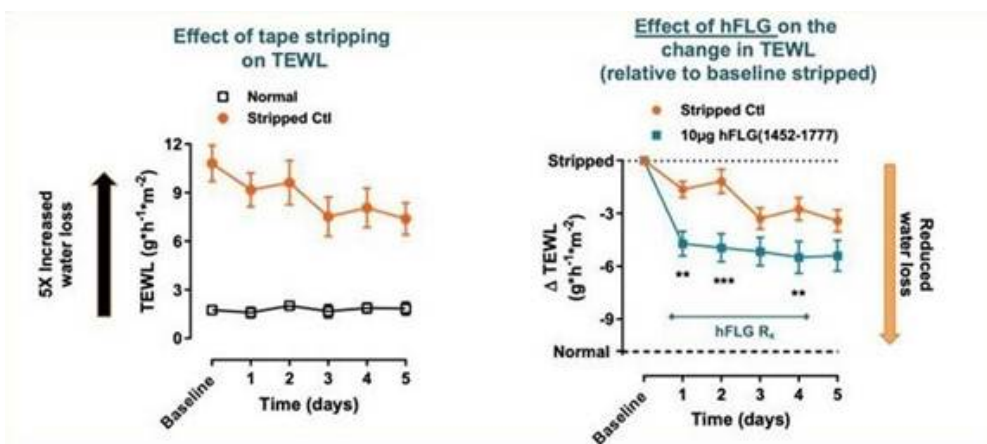 Effect of tape stripping
on TEWL
Normal
Stripped Ctl
12
9
6
3
0
TEWL (g*h-1*m-2)
5X Increased
water loss
Baseline
1
2
3
4
5
Time (days)
Effect of hFLG on the
change in TEWL
(relative to baseline stripped)
Stripped Ctl
10µg hFLG(1452-1777)
Stripped
-3
-6
-9
Normal
Δ TEWL
(g*h-1*m-2)
**
***
**
hFLG Rx
Reduced
water loss
Baseline
1
2
3
4
5
Time (days)